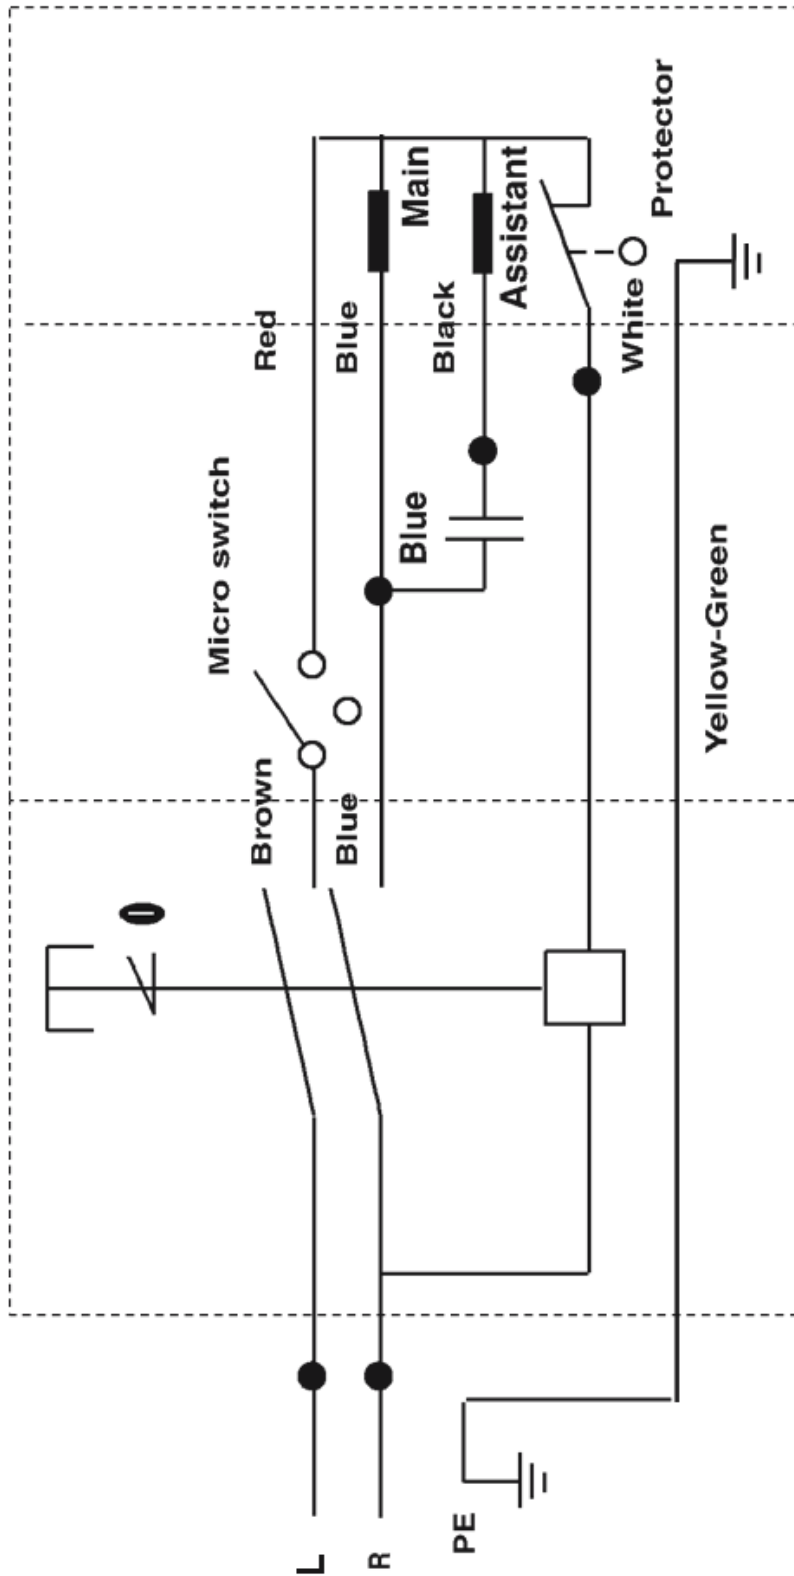 Micro switch
Brown
Red
Blue
Blue
Main
Blue
Black
Assistant
White
Protector
Yellow-Green
L
R
PE
0